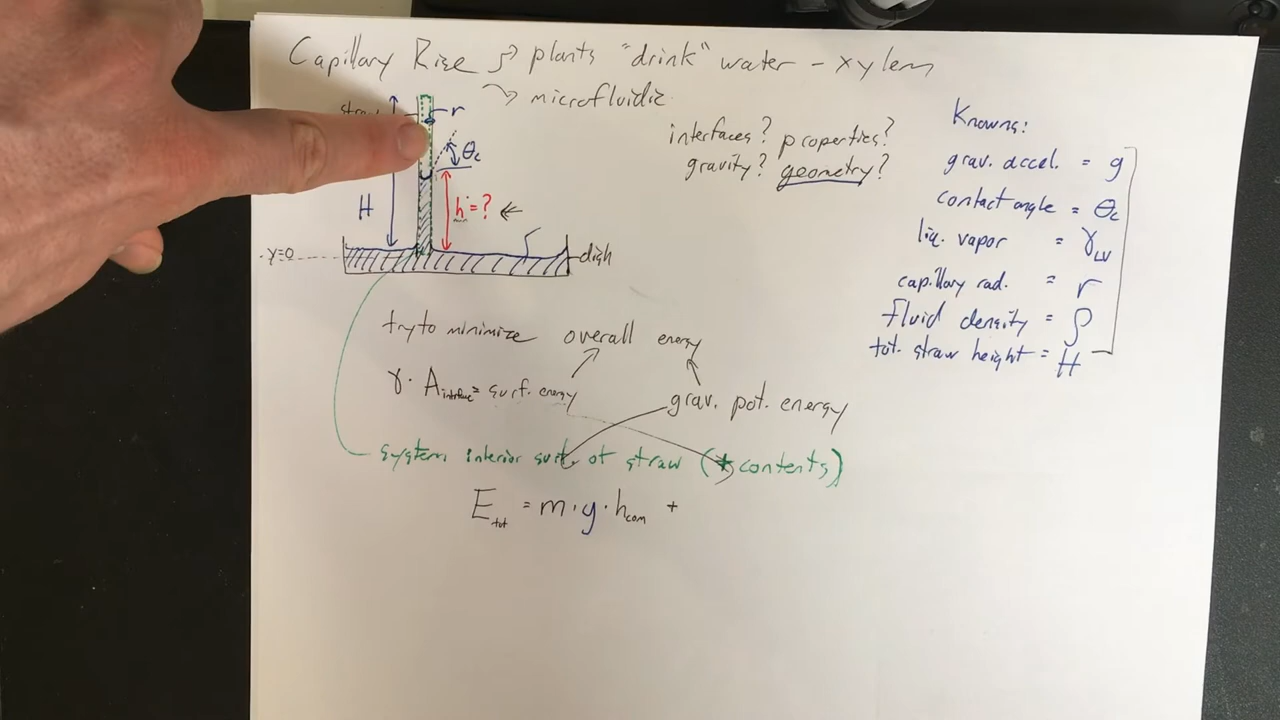 Capillary Rise → plants "drink" water - xylem
→ microfluidic
interfaces? properties?
gravity? geometry?
r
θc
H
h=? ←
y=0
dish
Knowns:
grav. accel. = g
contact angle = θc
liq. vapor = γLV
capillary rad. = r
fluid density = ρ
tot. straw height = H
try to minimize overall energy
γ · Ainterface = surf. energy
grav. pot. energy
system interior surf. of straw (+ contents)
Etot = m·g·hcom +